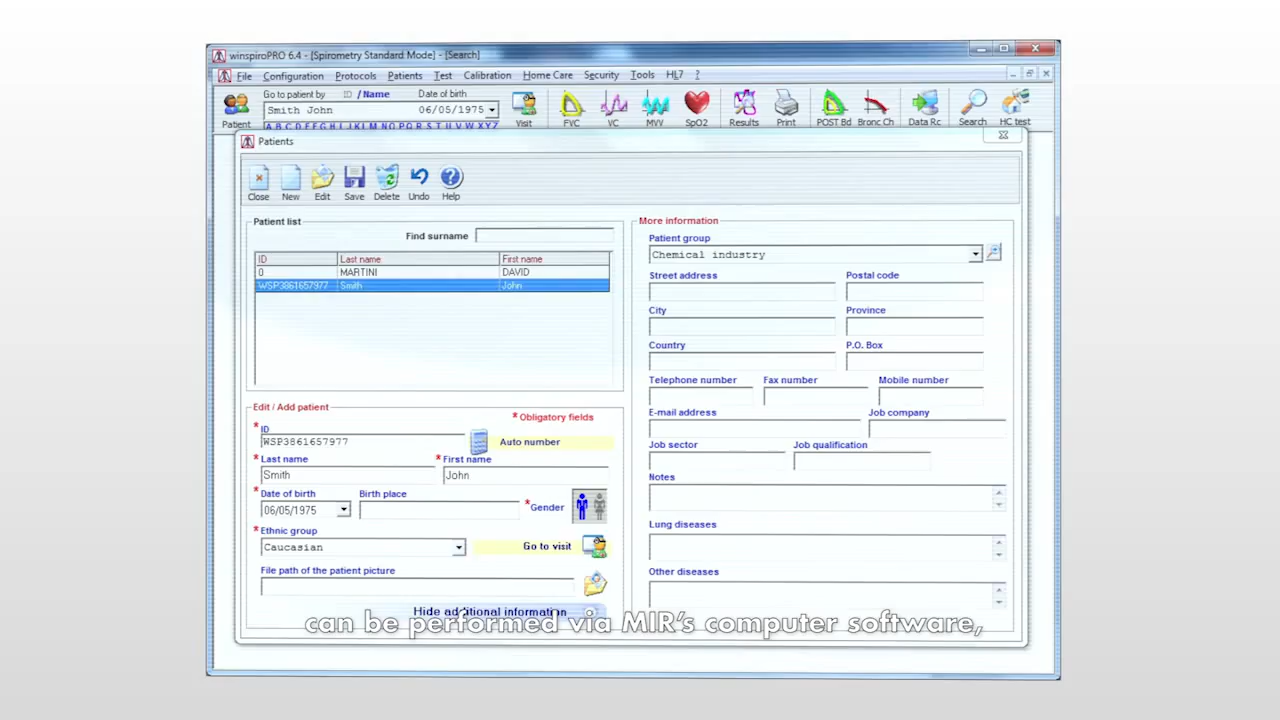 winspiroPRO 6.4 - [Spirometry Standard Mode] - [Search]
File Configuration Protocols Patients Test Calibration Home Care Security Tools HL7 ?
Go to patient by ID / Name Date of birth
Smith John 06/05/1975
A B C D E F G H I J K L M N O P Q R S T U V W X Y Z
Patient Visit FVC VC MVV SpO2 Results Print POST Bd Bronc Ch Data Rc Search HC test
Patients
Close New Edit Save Delete Undo Help
Patient list
Find surname
ID Last name First name
0 MARTINI DAVID
WSP3861657977 Smith John
Edit / Add patient
* Obligatory fields
* ID
WSP3861657977
Auto number
* Last name * First name
Smith John
* Date of birth Birth place
06/05/1975
* Gender
* Ethnic group
Caucasian
Go to visit
File path of the patient picture
Hide additional information
More information
Patient group
Chemical industry
Street address Postal code
City Province
Country P.O. Box
Telephone number Fax number Mobile number
E-mail address Job company
Job sector Job qualification
Notes
Lung diseases
Other diseases
can be performed via MIR's computer software,